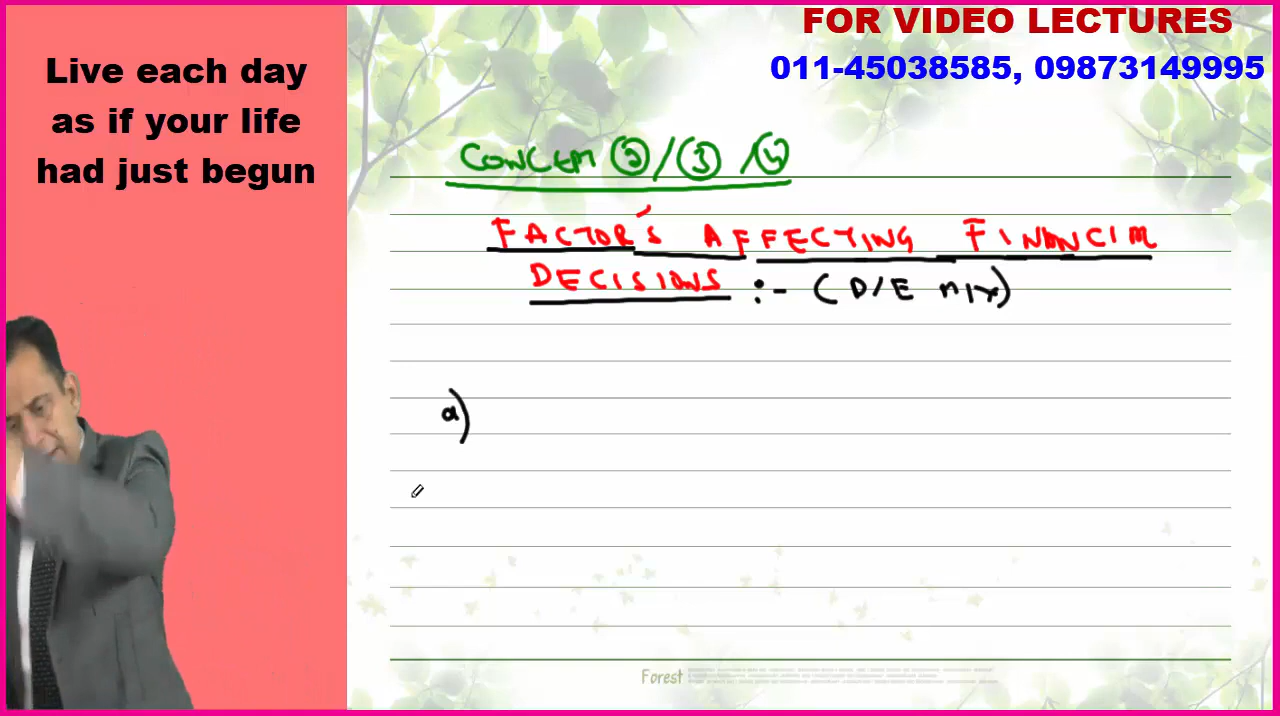 FOR VIDEO LECTURES
011-45038585, 09873149995
Live each day
as if your life
had just begun
CONCEPT 2 / 3 / 4
FACTOR'S AFFECTING FINANCIAL
DECISIONS :- (D/E MIX)
a)
Forest